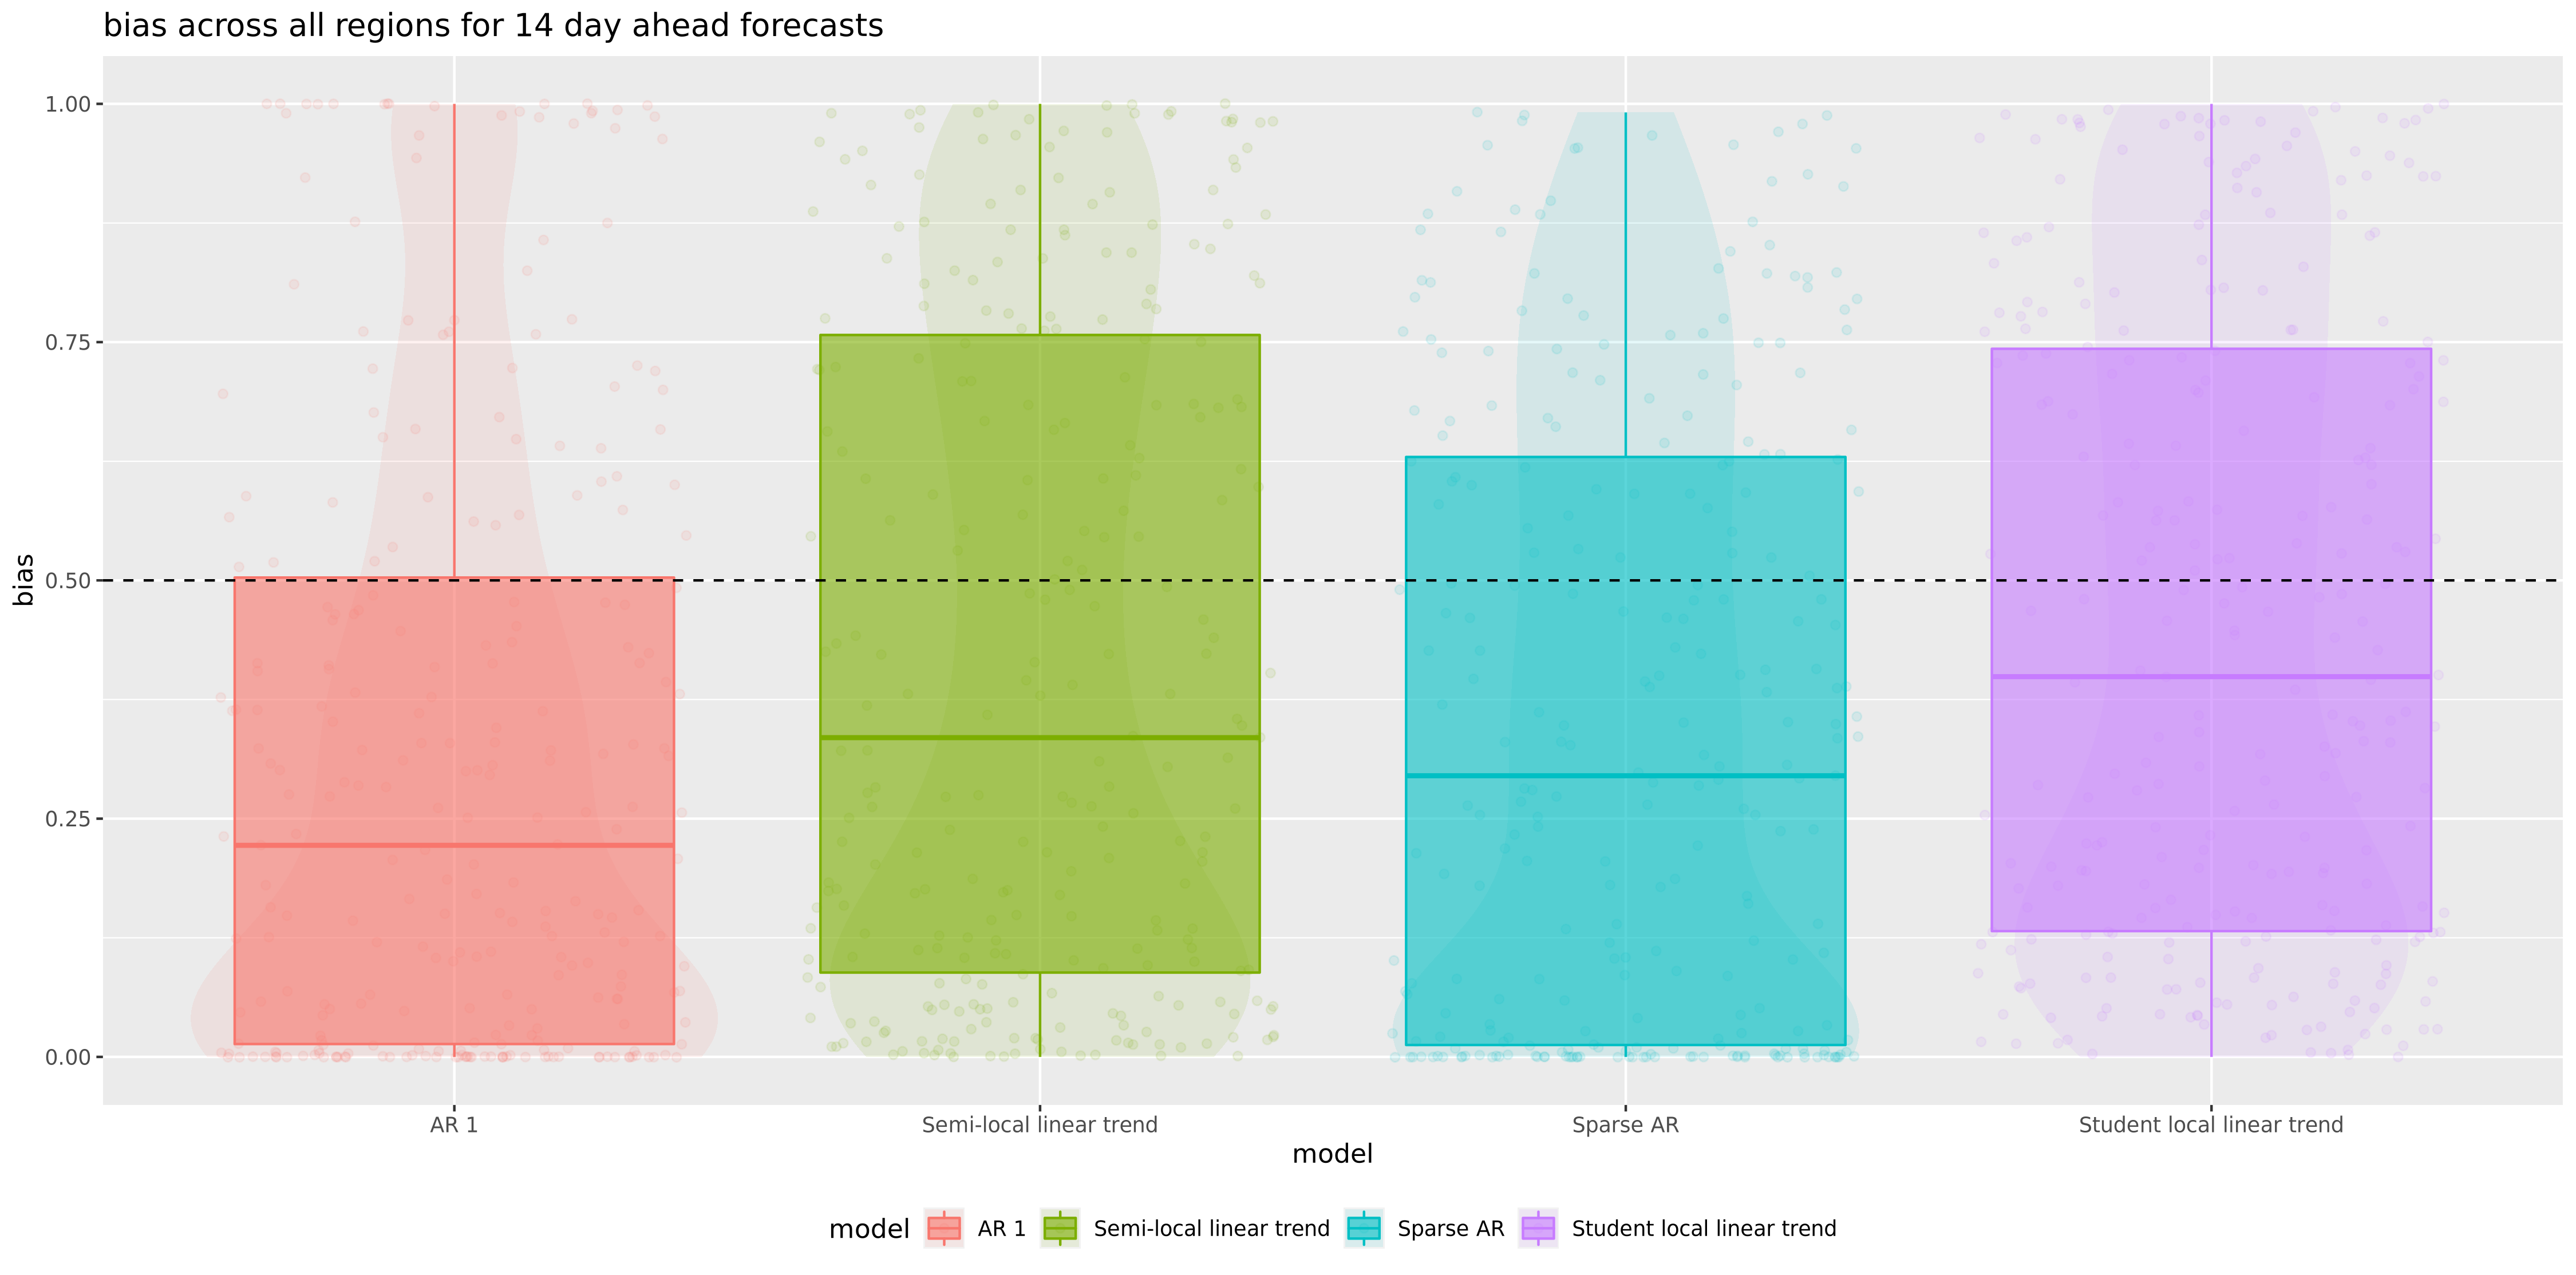 bias across all regions for 14 day ahead forecasts
1.00
0.75
0.50
0.25
0.00
bias
AR 1 Semi-local linear trend Sparse AR Student local linear trend
model
model AR 1 Semi-local linear trend Sparse AR Student local linear trend